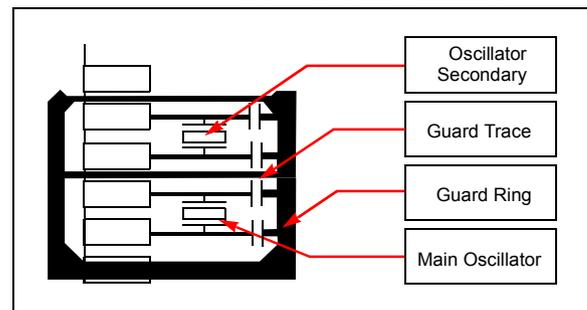 Oscillator
Secondary
Guard Trace
Guard Ring
Main Oscillator